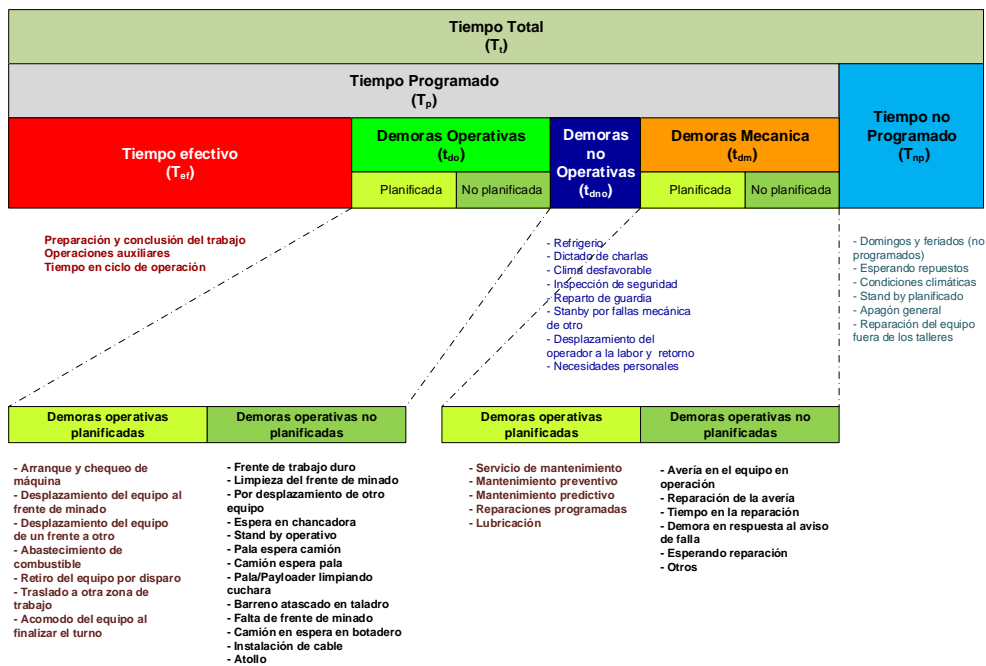 Tiempo Total
(Tt)
Tiempo Programado
(Tp)
Tiempo no
Programado
(Tnp)
Tiempo efectivo
(Tef)
Demoras Operativas
(tdo)
Planificada
No planificada
Demoras
no
Operativas
(tdno)
Demoras Mecanica
(tdm)
Planificada
No planificada
Preparación y conclusión del trabajo
Operaciones auxiliares
Tiempo en ciclo de operación
- Refrigerio
- Dictado de charlas
- Clima desfavorable
- Inspección de seguridad
- Reparto de guardia
- Stanby por fallas mecánica
de otro
- Desplazamiento del
operador a la labor y retorno
- Necesidades personales
- Domingos y feriados (no
programados)
- Esperando repuestos
- Condiciones climáticas
- Stand by planificado
- Apagón general
- Reparación del equipo
fuera de los talleres
Demoras operativas
planificadas
Demoras operativas no
planificadas
- Arranque y chequeo de
máquina
- Desplazamiento del equipo al
frente de minado
- Desplazamiento del equipo
de un frente a otro
- Abastecimiento de
combustible
- Retiro del equipo por disparo
- Traslado a otra zona de
trabajo
- Acomodo del equipo al
finalizar el turno
- Frente de trabajo duro
- Limpieza del frente de minado
- Por desplazamiento de otro
equipo
- Espera en chancadora
- Stand by operativo
- Pala espera camión
- Camión espera pala
- Pala/Payloader limpiando
cuchara
- Barreno atascado en taladro
- Falta de frente de minado
- Camión en espera en botadero
- Instalación de cable
- Atollo
Demoras operativas
planificadas
Demoras operativas no
planificadas
- Servicio de mantenimiento
- Mantenimiento preventivo
- Mantenimiento predictivo
- Reparaciones programadas
- Lubricación
- Avería en el equipo en
operación
- Reparación de la avería
- Tiempo en la reparación
- Demora en respuesta al aviso
de falla
- Esperando reparación
- Otros